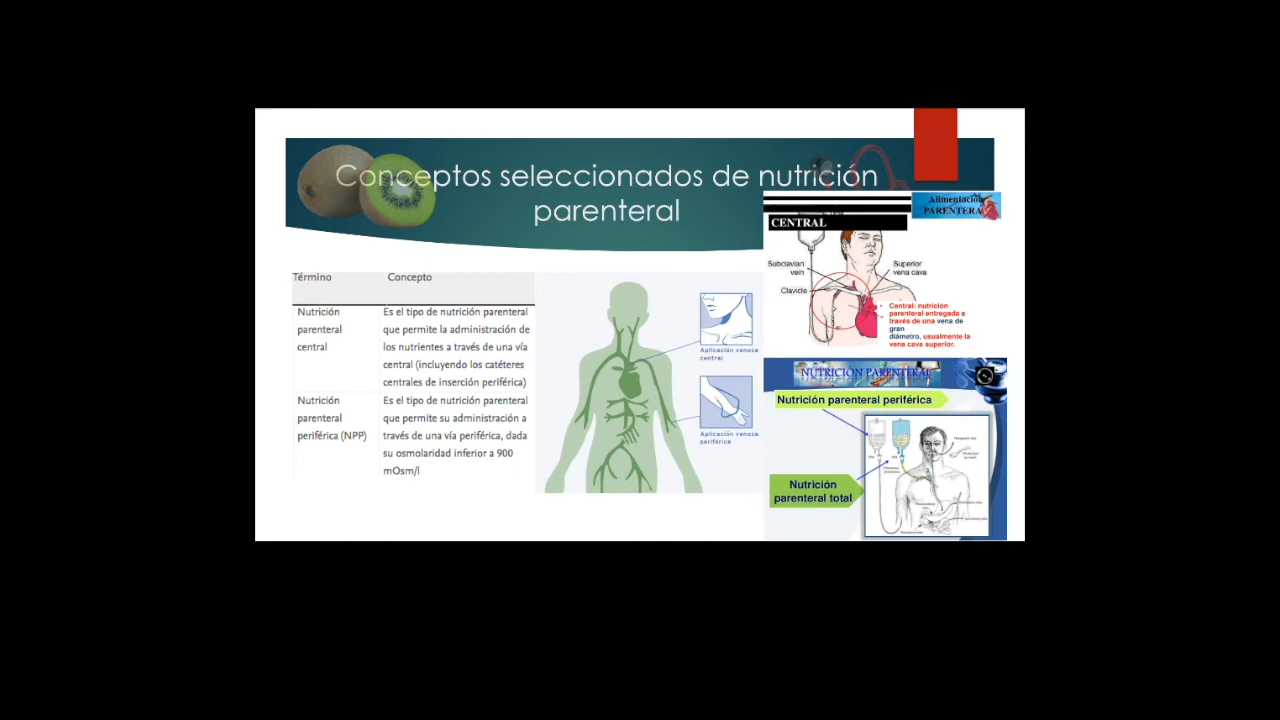 Conceptos seleccionados de nutrición
parenteral
Término Concepto
Nutrición
parenteral
central
Es el tipo de nutrición parenteral
que permite la administración de
los nutrientes a través de una vía
central (incluyendo los catéteres
centrales de inserción periférica)
Nutrición
parenteral
periférica (NPP)
Es el tipo de nutrición parenteral
que permite su administración a
través de una vía periférica, dada
su osmolaridad inferior a 900
mOsm/l
Aplicación venosa
central
Aplicación venosa
periférica
Alimentación
PARENTERA
CENTRAL
Subclavian
vein
Superior
vena cava
Clavicle
Central: nutrición
parenteral entregada a
través de una vena de
gran
diámetro, usualmente la
vena cava superior.
NUTRICIÓN PARENTERAL
Nutrición parenteral periférica
Nutrición
parenteral total